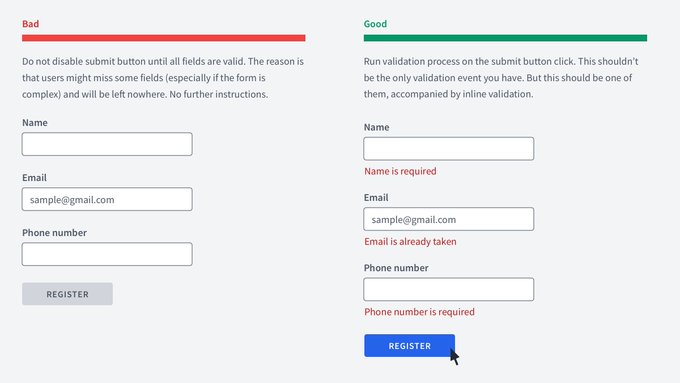 Bad
Do not disable submit button until all fields are valid. The reason is
that users might miss some fields (especially if the form is
complex) and will be left nowhere. No further instructions.
Name
Email
sample@gmail.com
Phone number
REGISTER
Good
Run validation process on the submit button click. This shouldn't
be the only validation event you have. But this should be one of
them, accompanied by inline validation.
Name
Name is required
Email
sample@gmail.com
Email is already taken
Phone number
Phone number is required
REGISTER